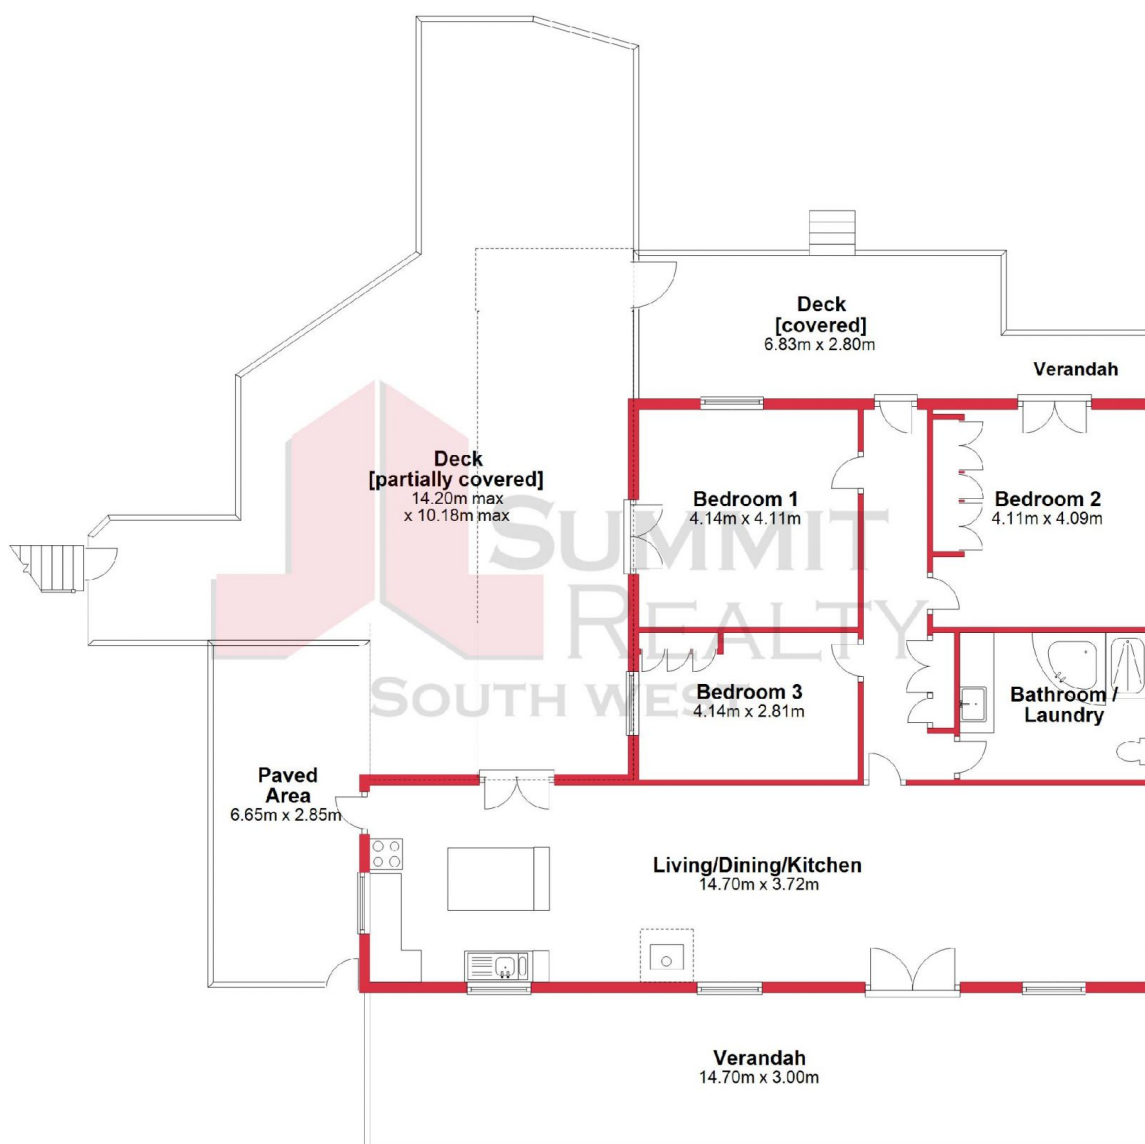 Deck
[covered]
6.83m x 2.80m
Verandah
Deck
[partially covered]
14.20m max
x 10.18m max
Bedroom 1
4.14m x 4.11m
Bedroom 2
4.11m x 4.09m
SUMMIT
REALTY
SOUTH WEST
Bedroom 3
4.14m x 2.81m
Bathroom /
Laundry
Paved
Area
6.65m x 2.85m
Living/Dining/Kitchen
14.70m x 3.72m
Verandah
14.70m x 3.00m